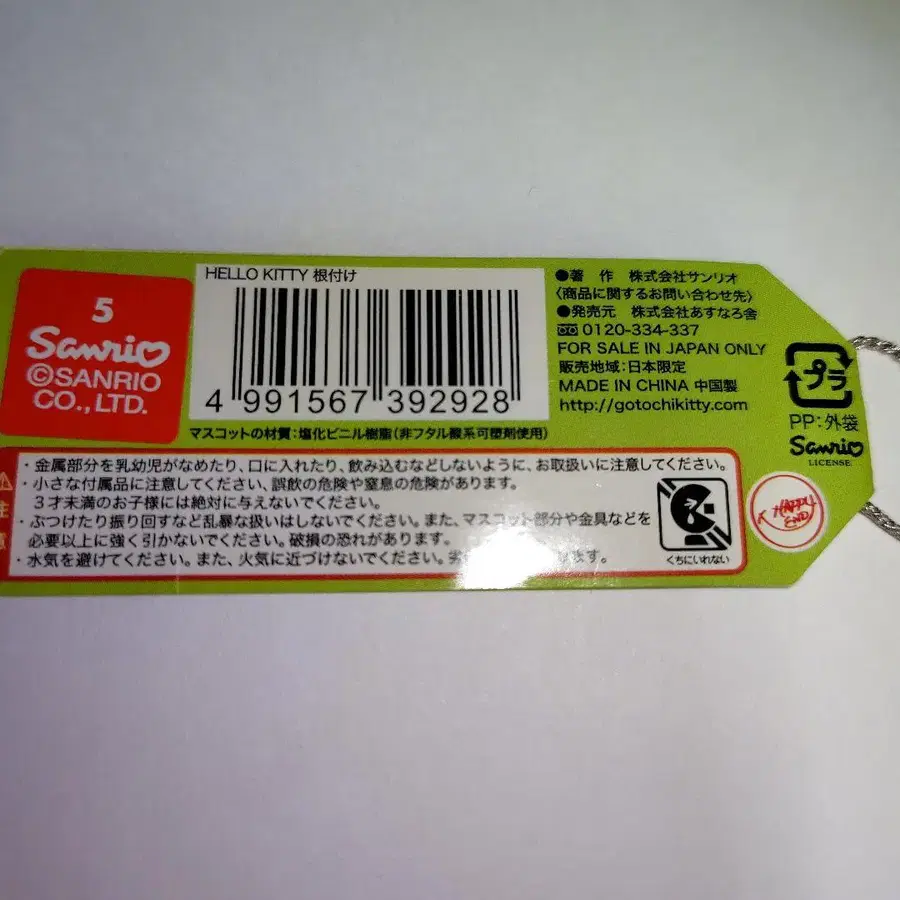 5
Sanrio
©SANRIO
CO., LTD.
HELLO KITTY 根付け
4 991567 392928
マスコットの材質：塩化ビニル樹脂（非フタル酸系可塑剤使用）
●著 作 株式会社サンリオ
〈商品に関するお問い合わせ先〉
●発売元 株式会社あすなろ舎
0120-334-337
FOR SALE IN JAPAN ONLY
販売地域：日本限定
MADE IN CHINA 中国製
http://gotochikitty.com
プラ
PP：外袋
Sanrio
LICENSE
HAPPY
END
注
・金属部分を乳幼児がなめたり、口に入れたり、飲み込むなどしないように、お取扱いに注意してください。
・小さな付属品に注意してください、誤飲の危険や窒息の危険があります。
３才未満のお子様には絶対に与えないでください。
・ぶつけたり振り回すなど乱暴な扱いはしないでください。また、マスコット部分や金具などを
必要以上に強く引かないでください。破損の恐れがあります。
・水気を避けてください。また、火気に近づけないでください。劣
ます。
くちにいれない